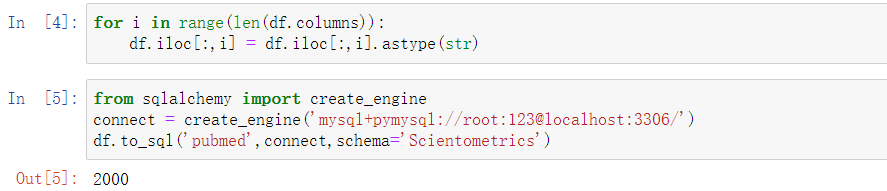 In [4]: for i in range(len(df.columns)):
    df.iloc[:,i] = df.iloc[:,i].astype(str)
In [5]: from sqlalchemy import create_engine
connect = create_engine('mysql+pymysql://root:123@localhost:3306/')
df.to_sql('pubmed',connect,schema='Scientometrics')
Out[5]: 2000